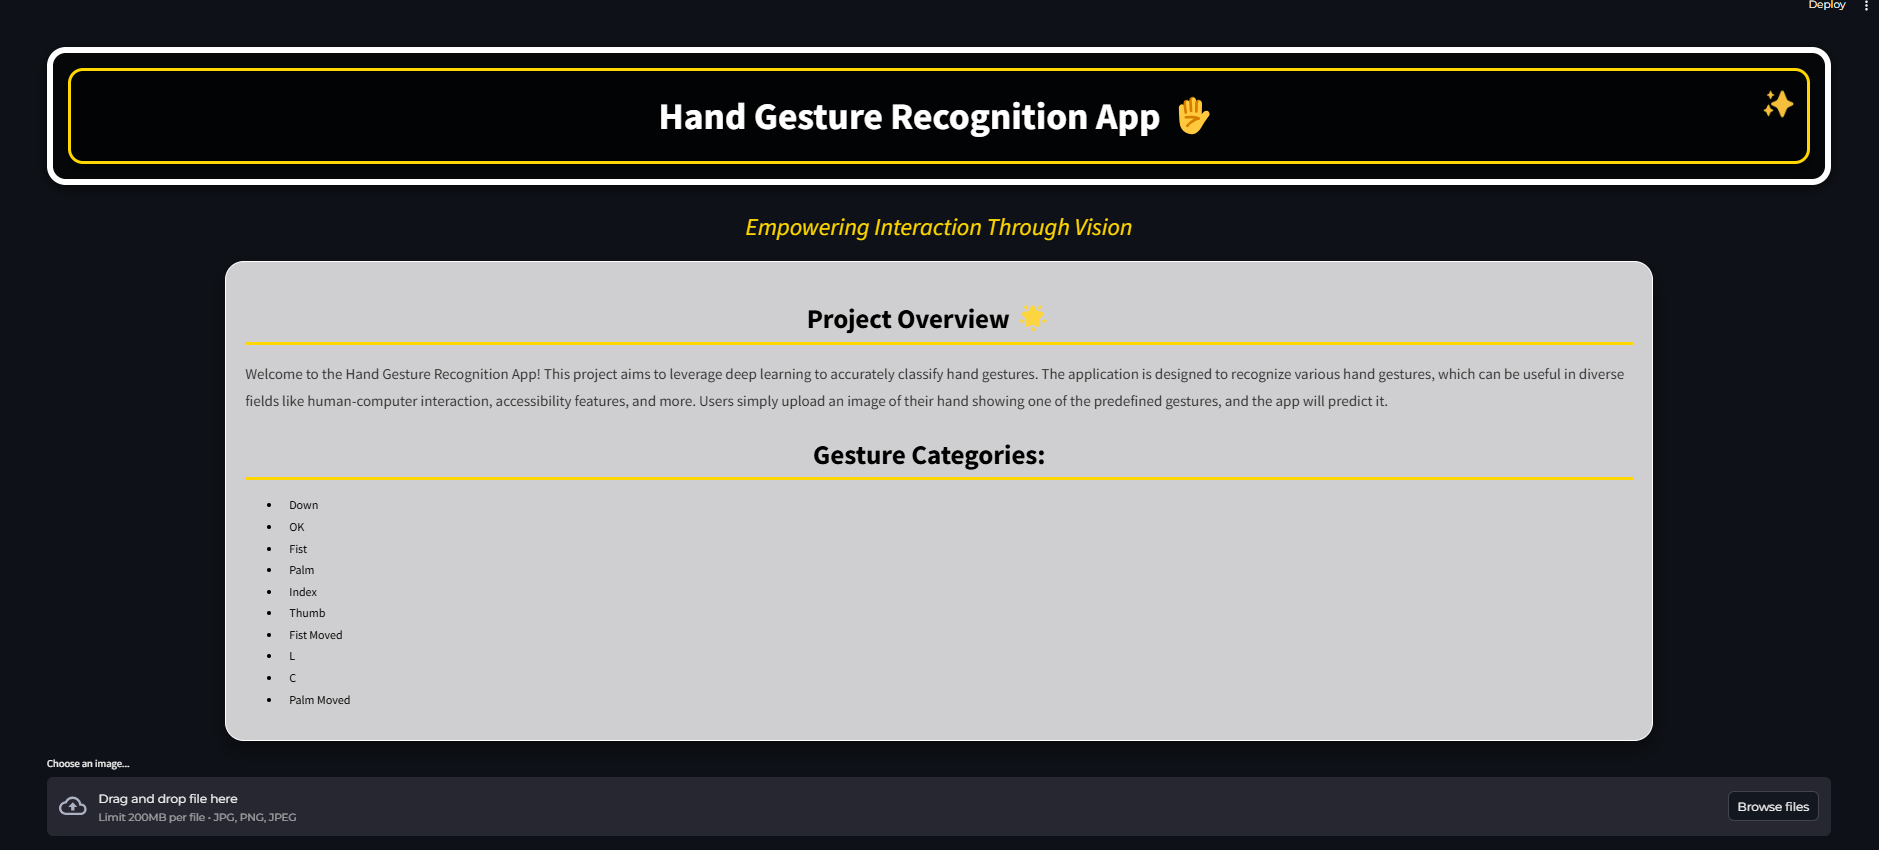 Deploy
Hand Gesture Recognition App
Empowering Interaction Through Vision
Project Overview
Welcome to the Hand Gesture Recognition App! This project aims to leverage deep learning to accurately classify hand gestures. The application is designed to recognize various hand gestures, which can be useful in diverse
fields like human-computer interaction, accessibility features, and more. Users simply upload an image of their hand showing one of the predefined gestures, and the app will predict it.
Gesture Categories:
• Down
• OK
• Fist
• Palm
• Index
• Thumb
• Fist Moved
• L
• C
• Palm Moved
Choose an image...
Drag and drop file here
Limit 200MB per file • JPG, PNG, JPEG
Browse files